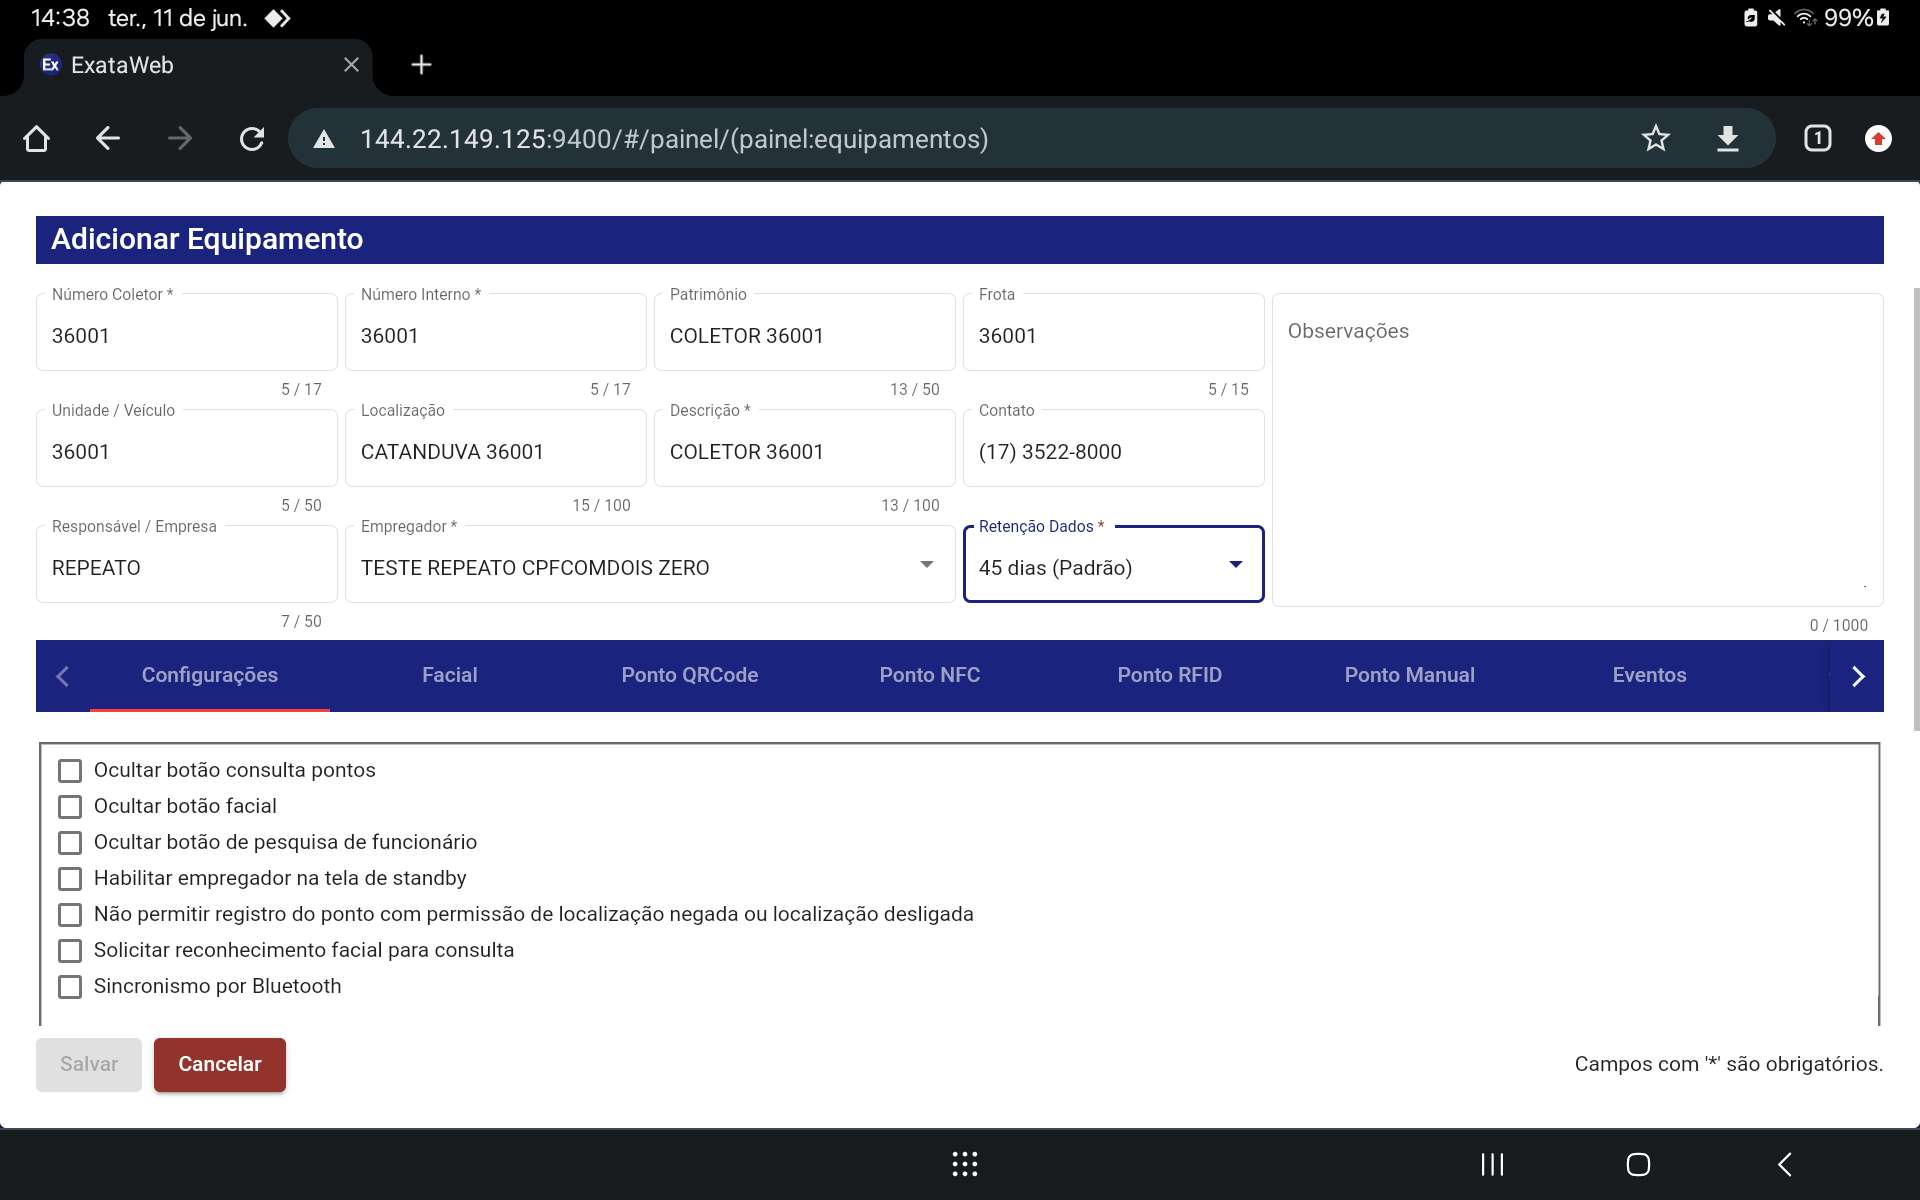 14:38 ter., 11 de jun. 99%
Ex ExataWeb
144.22.149.125:9400/#/painel/(painel:equipamentos) 1
Adicionar Equipamento
Número Coletor * Número Interno * Patrimônio Frota
36001 36001 COLETOR 36001 36001 Observações
5 / 17 5 / 17 13 / 50 5 / 15
Unidade / Veículo Localização Descrição * Contato
36001 CATANDUVA 36001 COLETOR 36001 (17) 3522-8000
5 / 50 15 / 100 13 / 100
Responsável / Empresa Empregador * Retenção Dados *
REPEATO TESTE REPEATO CPFCOMDOIS ZERO 45 dias (Padrão)
7 / 50 0 / 1000
Configurações Facial Ponto QRCode Ponto NFC Ponto RFID Ponto Manual Eventos
Ocultar botão consulta pontos
Ocultar botão facial
Ocultar botão de pesquisa de funcionário
Habilitar empregador na tela de standby
Não permitir registro do ponto com permissão de localização negada ou localização desligada
Solicitar reconhecimento facial para consulta
Sincronismo por Bluetooth
Salvar Cancelar Campos com '*' são obrigatórios.